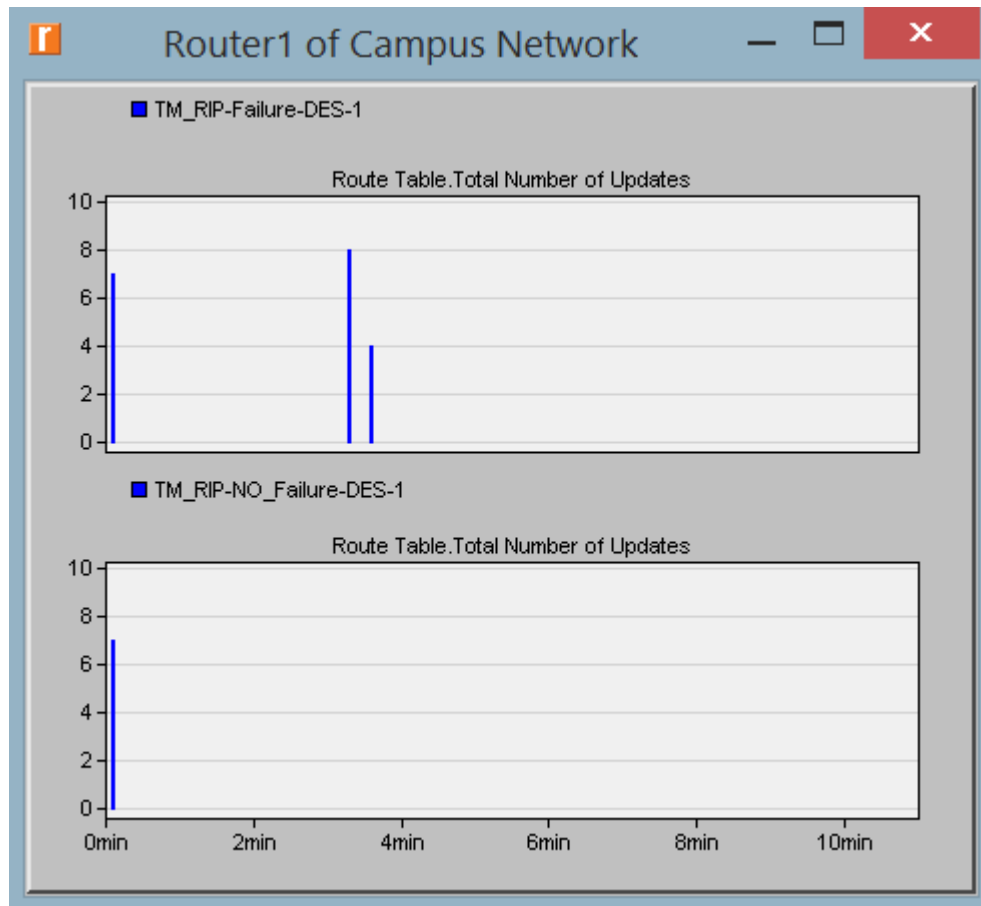 r Router1 of Campus Network
TM_RIP-Failure-DES-1
Route Table.Total Number of Updates
10
8
6
4
2
0
TM_RIP-NO_Failure-DES-1
Route Table.Total Number of Updates
10
8
6
4
2
0
0min 2min 4min 6min 8min 10min